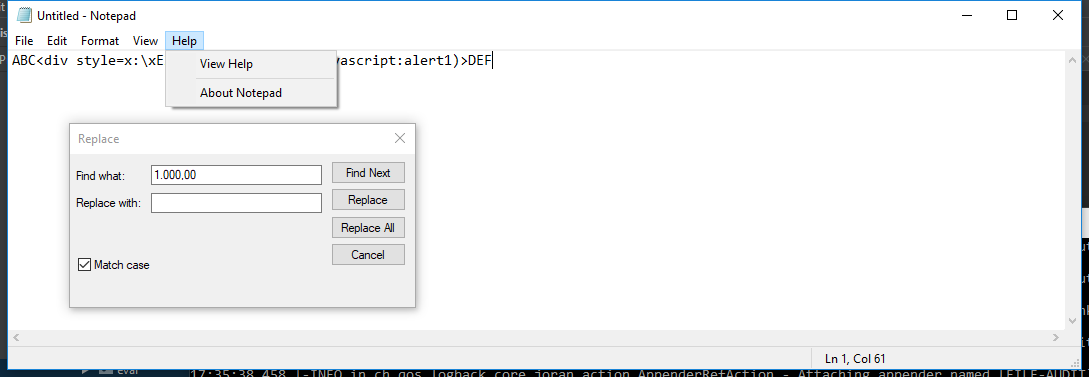 Untitled - Notepad
File Edit Format View Help
ABC<div style=x:\xE vascript:alert1)>DEF
View Help
About Notepad
Replace
Find what: 1.000,00 Find Next
Replace with: Replace
Replace All
Cancel
Match case
Ln 1, Col 61
eval
17:35:38,458 |-INFO in ch.qos.logback.core.joran.action.AppenderRefAction - Attaching appender named [FILE-AUDIT